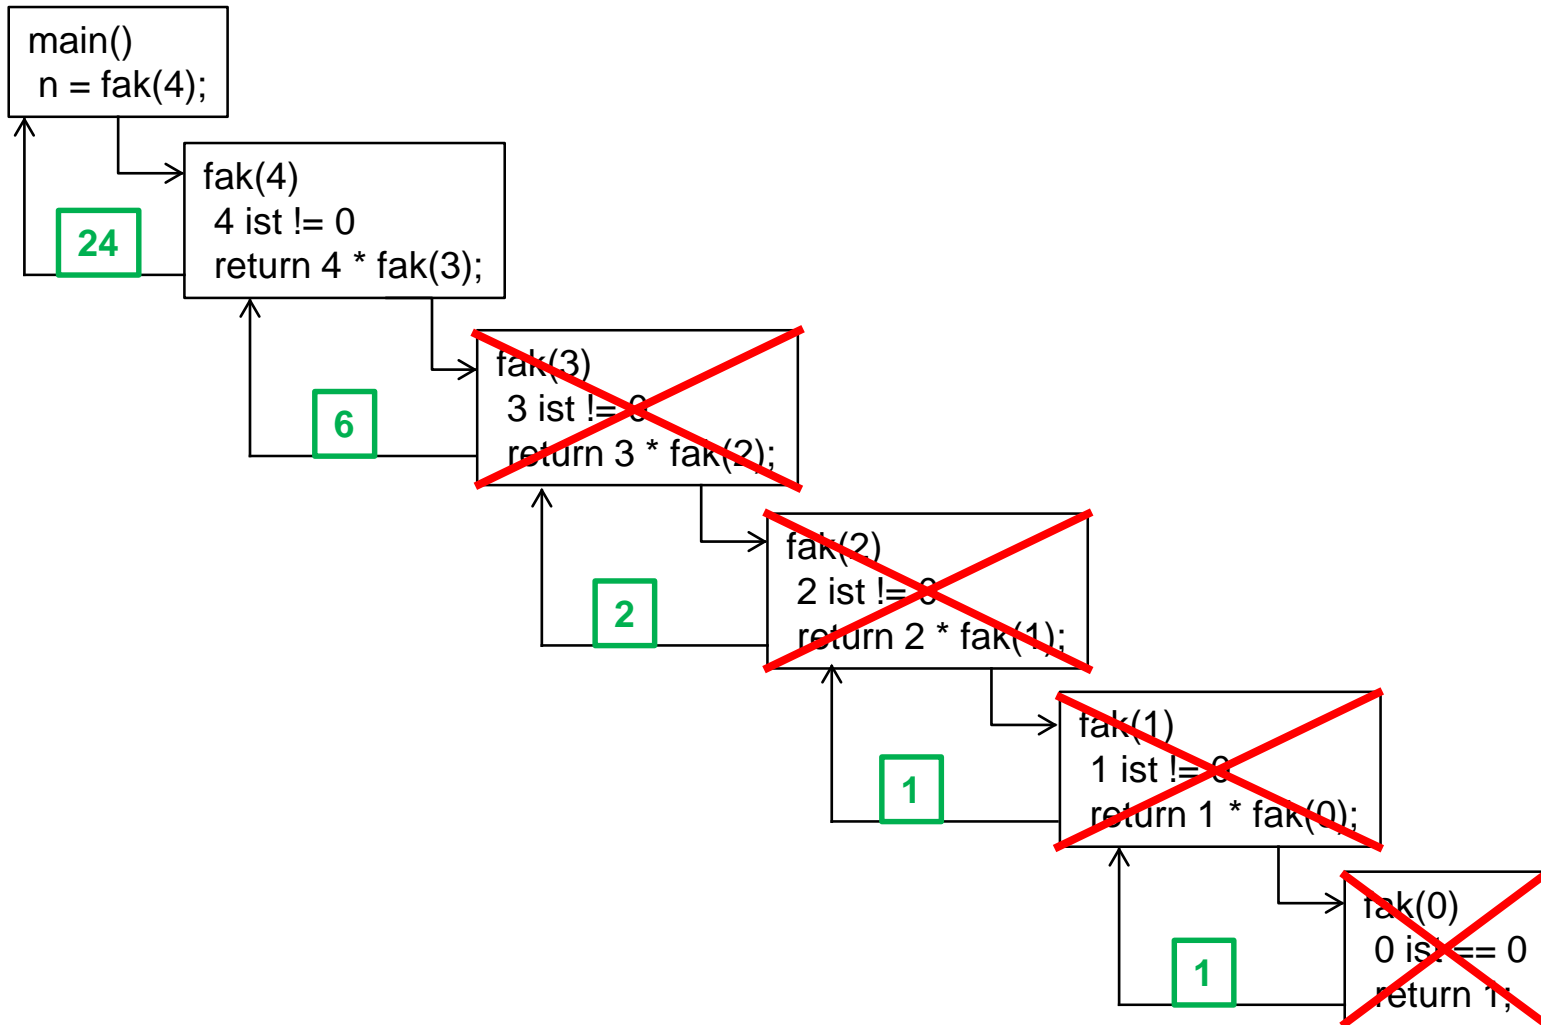 main()
n = fak(4);
fak(4)
4 ist != 0
return 4 * fak(3);
24
fak(3)
3 ist != 0
return 3 * fak(2);
6
fak(2)
2 ist != 0
return 2 * fak(1);
2
fak(1)
1 ist != 0
return 1 * fak(0);
1
fak(0)
0 ist == 0
return 1;
1